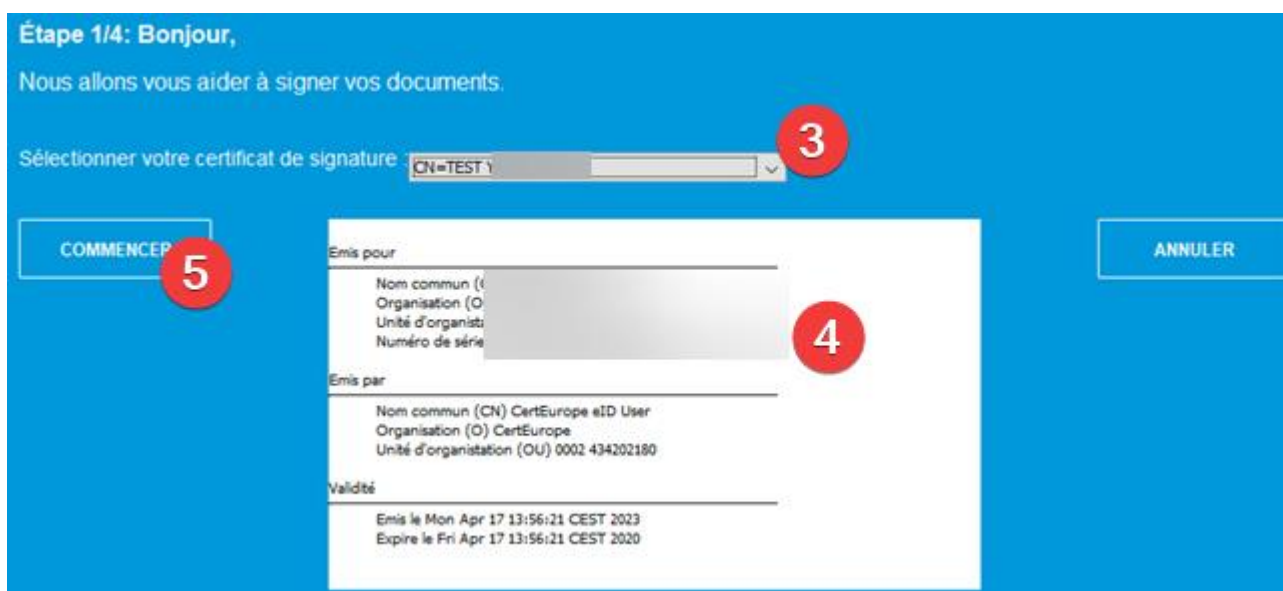 Étape 1/4: Bonjour,
Nous allons vous aider à signer vos documents.
3
Sélectionner votre certificat de signature :
CN=TEST
COMMENCER
5
ANNULER
Emis pour
Nom commun
Organisation
Unité
Numéro de série
4
Emis par
Nom commun (CN) CertEurope eID User
Organisation (O) CertEurope
Unité d'organistation (OU) 0002 434202180
Validité
Emis le Mon Apr 17 13:56:21 CEST 2023
Expire le Fri Apr 17 13:56:21 CEST 2020